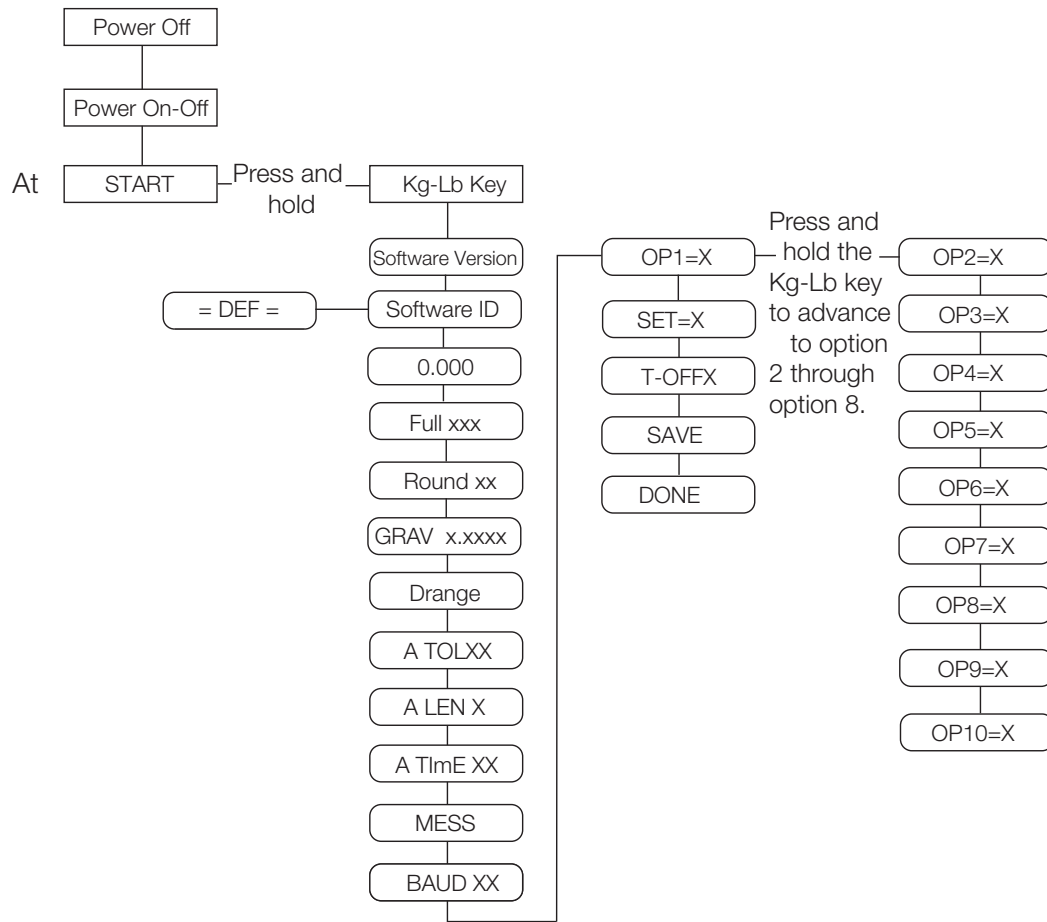 Power Off
Power On-Off
At
START
Press and
hold
Kg-Lb Key
Software Version
= DEF =
Software ID
0.000
Full xxx
Round xx
GRAV x.xxxx
Drange
A TOLXX
A LEN X
A TImE XX
MESS
BAUD XX
OP1=X
SET=X
T-OFFX
SAVE
DONE
Press and
hold the
Kg-Lb key
to advance
to option
2 through
option 8.
OP2=X
OP3=X
OP4=X
OP5=X
OP6=X
OP7=X
OP8=X
OP9=X
OP10=X